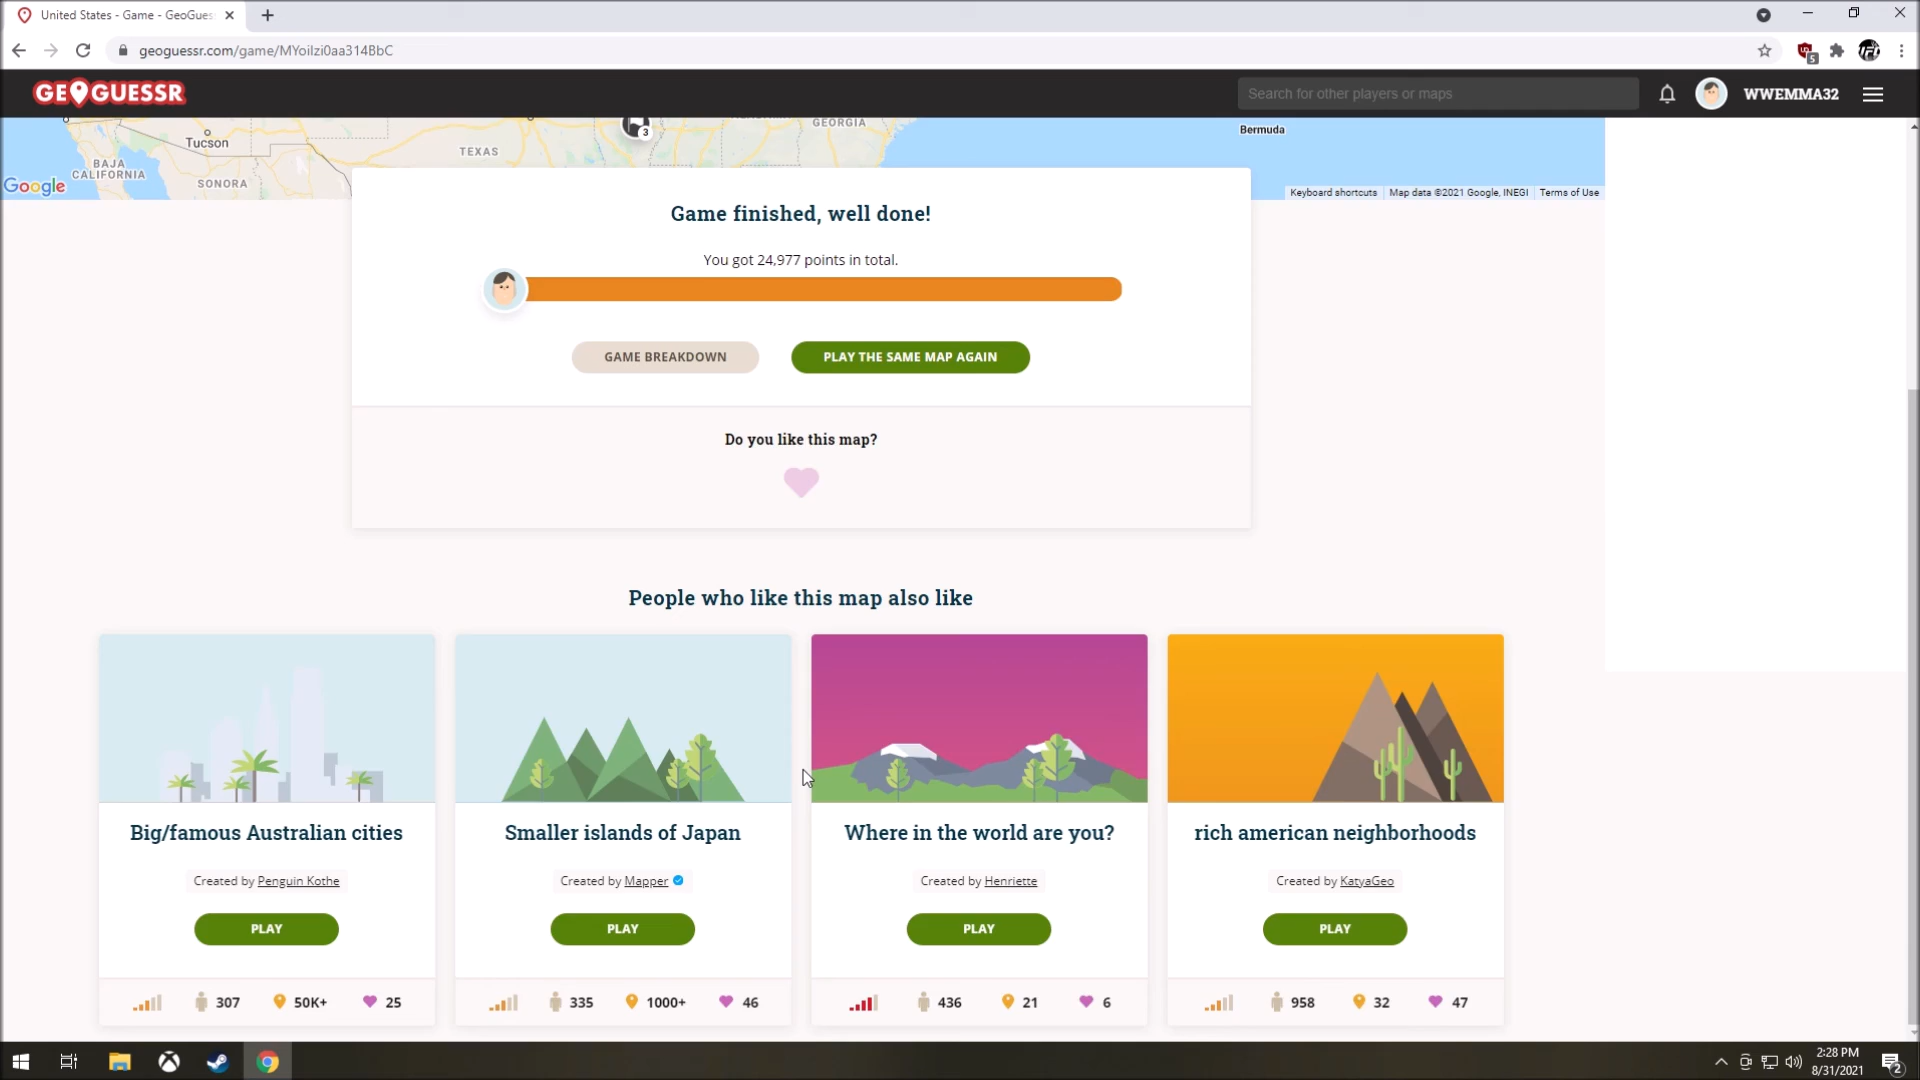 United States - Game - GeoGues
geoguessr.com/game/MYoiIzi0aa314BbC
5
GEOGUESSR
Search for other players or maps
WWEMMA32
Tucson
BAJA
CALIFORNIA
SONORA
TEXAS
3
GEORGIA
Bermuda
Google
Keyboard shortcuts
Map data ©2021 Google, INEGI
Terms of Use
Game finished, well done!
You got 24,977 points in total.
GAME BREAKDOWN
PLAY THE SAME MAP AGAIN
Do you like this map?
People who like this map also like
Big/famous Australian cities
Created by Penguin Kothe
PLAY
307 50K+ 25
Smaller islands of Japan
Created by Mapper
PLAY
335 1000+ 46
Where in the world are you?
Created by Henriette
PLAY
436 21 6
rich american neighborhoods
Created by KatyaGeo
PLAY
958 32 47
2:28 PM
8/31/2021
2